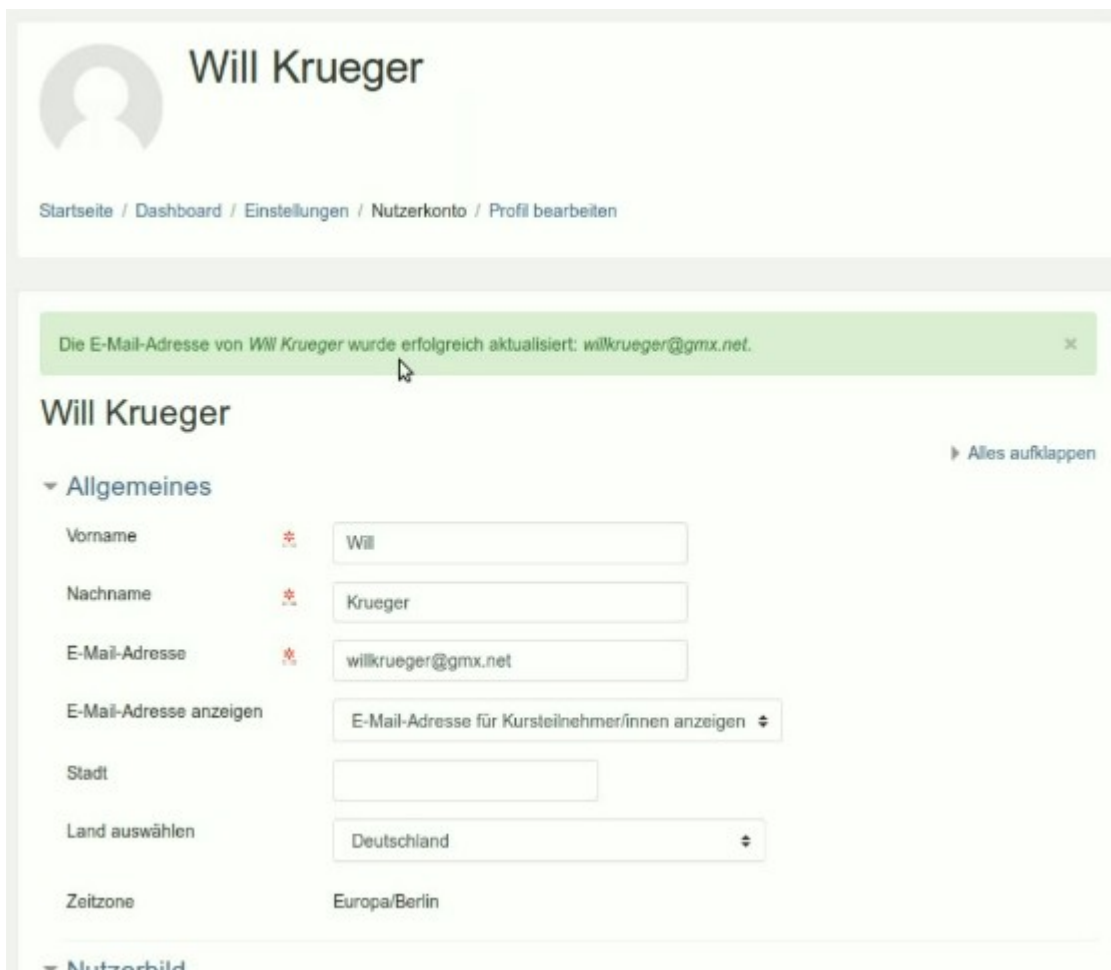 Will Krueger
Startseite / Dashboard / Einstellungen / Nutzerkonto / Profil bearbeiten
Die E-Mail-Adresse von Will Krueger wurde erfolgreich aktualisiert: willkrueger@gmx.net. ×
Will Krueger
Alles aufklappen
Allgemeines
Vorname Will
Nachname Krueger
E-Mail-Adresse willkrueger@gmx.net
E-Mail-Adresse anzeigen E-Mail-Adresse für Kursteilnehmer/innen anzeigen
Stadt
Land auswählen Deutschland
Zeitzone Europa/Berlin
Nutzerbild